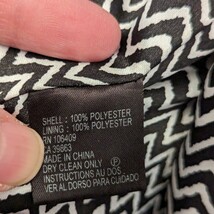 SHELL: 100% POLYESTER
LINING: 100% POLYESTER
RN 106409
CA 39863
MADE IN CHINA
DRY CLEAN ONLY Ⓟ
INSTRUCTIONS AU DOS
VER AL DORSO PARA CUIDADO